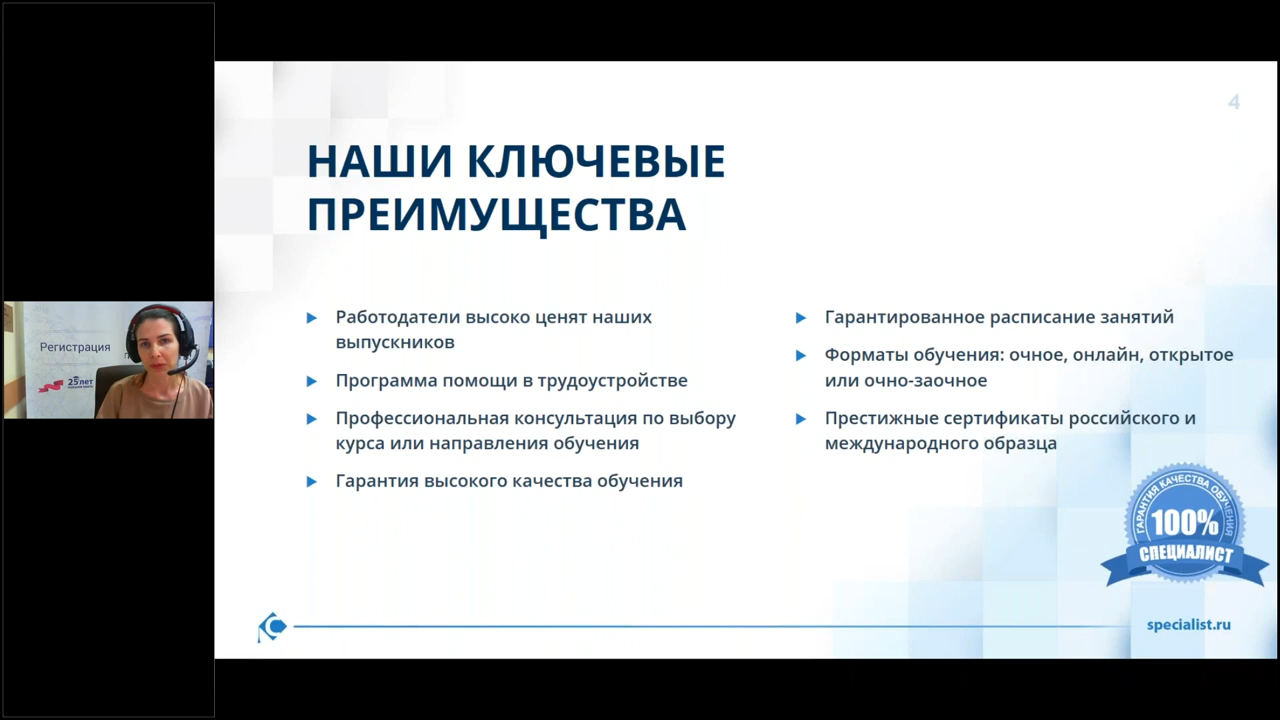 4
НАШИ КЛЮЧЕВЫЕ
ПРЕИМУЩЕСТВА
Работодатели высоко ценят наших
выпускников
Программа помощи в трудоустройстве
Профессиональная консультация по выбору
курса или направления обучения
Гарантия высокого качества обучения
Гарантированное расписание занятий
Форматы обучения: очное, онлайн, открытое
или очно-заочное
Престижные сертификаты российского и
международного образца
ГАРАНТИЯ КАЧЕСТВА ОБУЧЕНИЯ
100%
СПЕЦИАЛИСТ
specialist.ru
Регистрация
25 лет